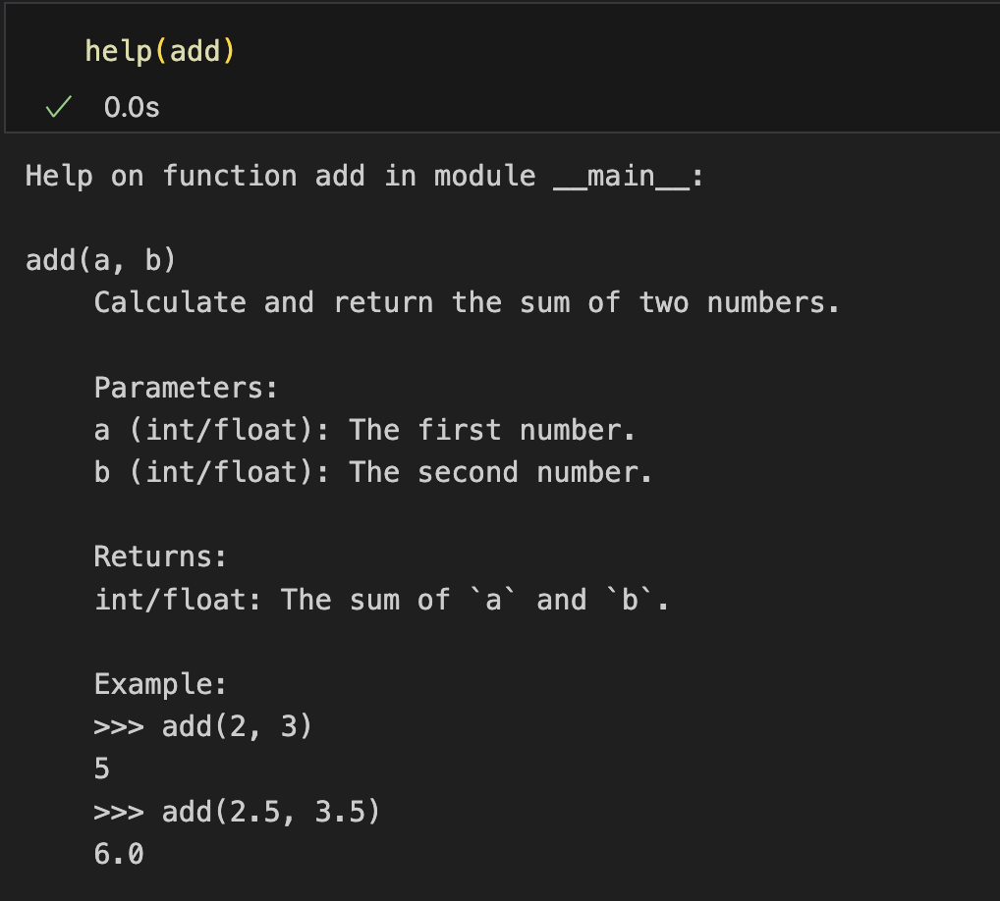 help(add)
0.0s
Help on function add in module __main__:
add(a, b)
Calculate and return the sum of two numbers.
Parameters:
a (int/float): The first number.
b (int/float): The second number.
Returns:
int/float: The sum of `a` and `b`.
Example:
>>> add(2, 3)
5
>>> add(2.5, 3.5)
6.0